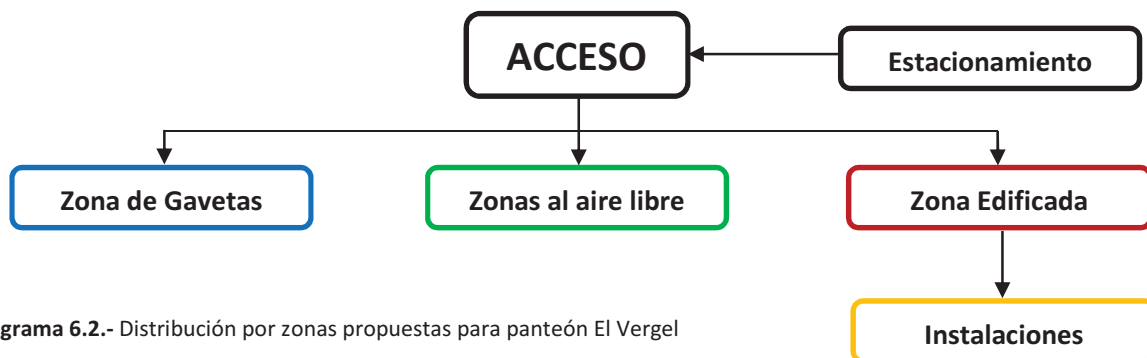 ACCESO
Estacionamiento
Zona de Gavetas
Zonas al aire libre
Zona Edificada
grama 6.2.- Distribución por zonas propuestas para panteón El Vergel
Instalaciones